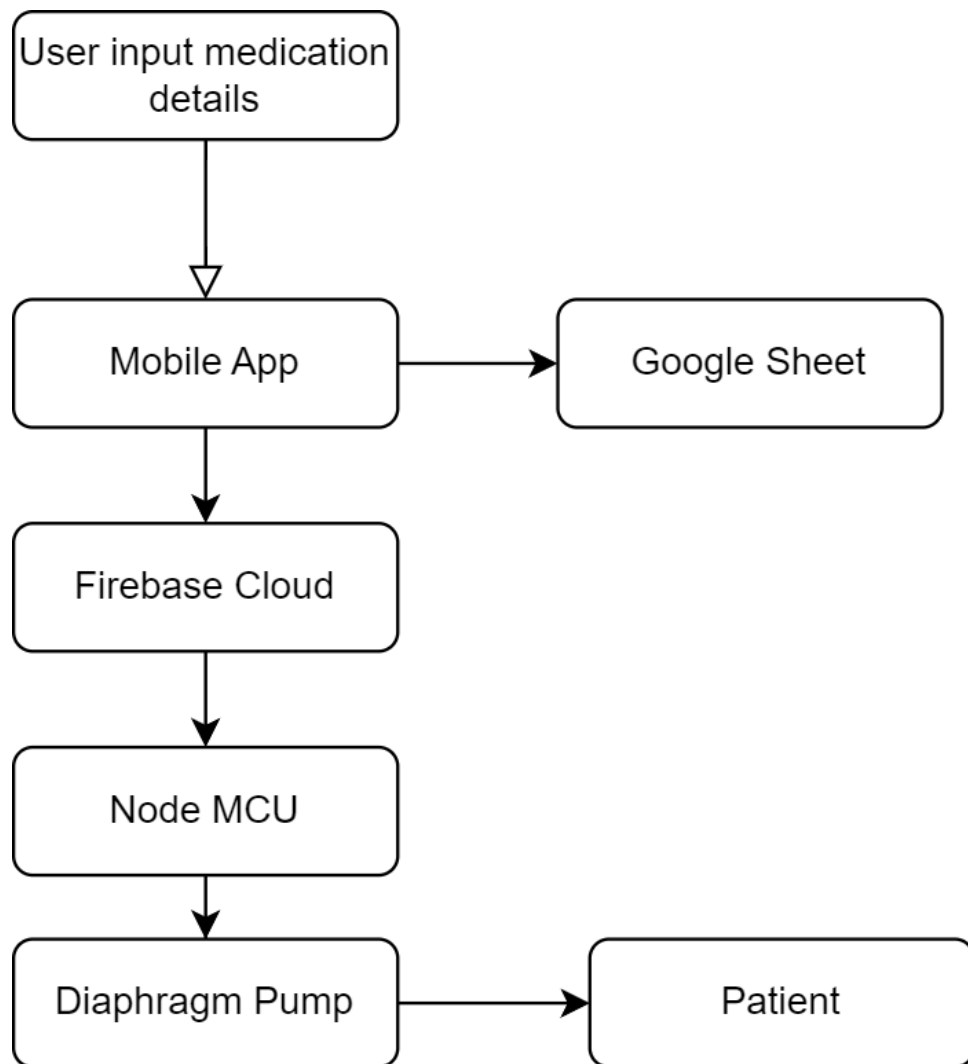 User input medication
details
Mobile App
Google Sheet
Firebase Cloud
Node MCU
Diaphragm Pump
Patient